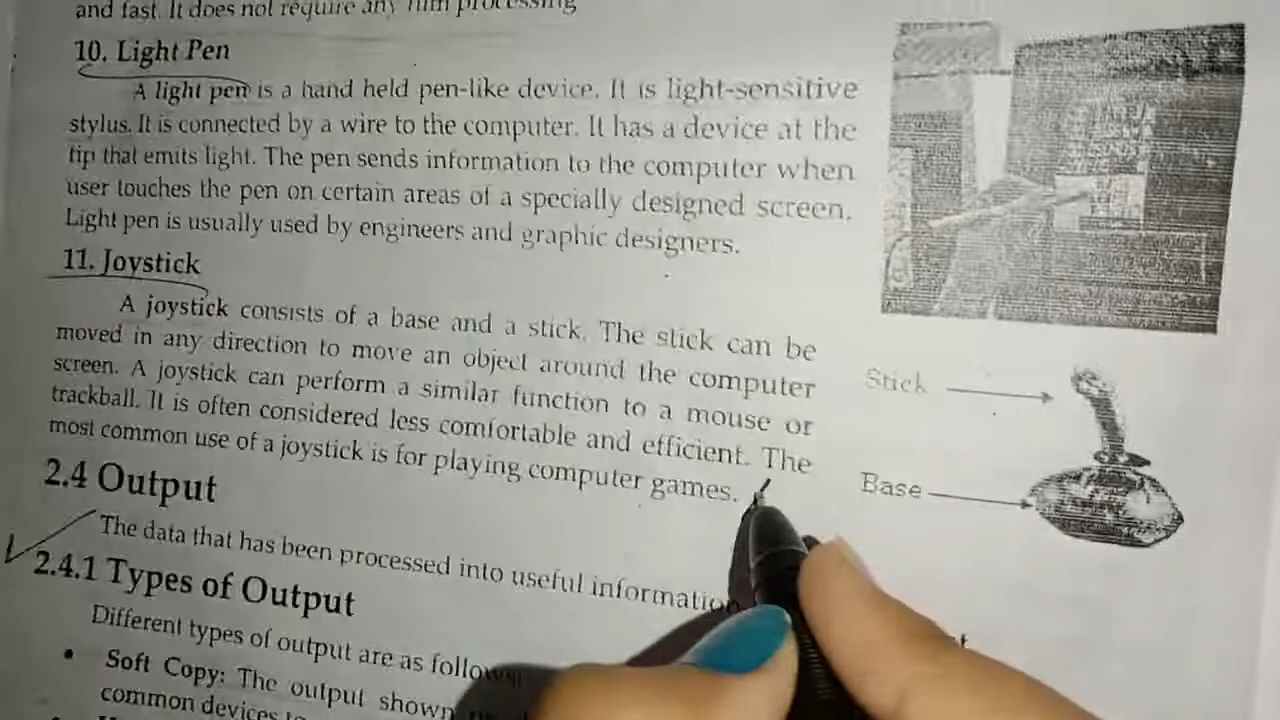 and fast. It does not require any film processing
10. Light Pen
A light pen is a hand held pen-like device. It is light-sensitive
stylus. It is connected by a wire to the computer. It has a device at the
tip that emits light. The pen sends information to the computer when
user touches the pen on certain areas of a specially designed screen.
Light pen is usually used by engineers and graphic designers.
11. Joystick
A joystick consists of a base and a stick. The stick can be
moved in any direction to move an object around the computer
screen. A joystick can perform a similar function to a mouse or
trackball. It is often considered less comfortable and efficient. The
most common use of a joystick is for playing computer games.
Stick
Base
2.4 Output
The data that has been processed into useful information
2.4.1 Types of Output
Different types of output are as follow
• Soft Copy: The output shown
common devices